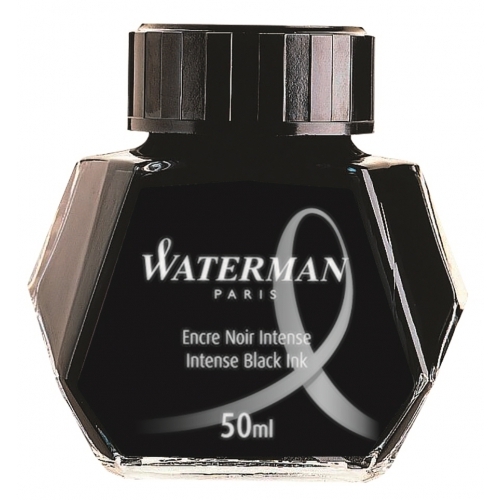 WATERMAN
PARIS
Encre Noir Intense
Intense Black Ink
50ml